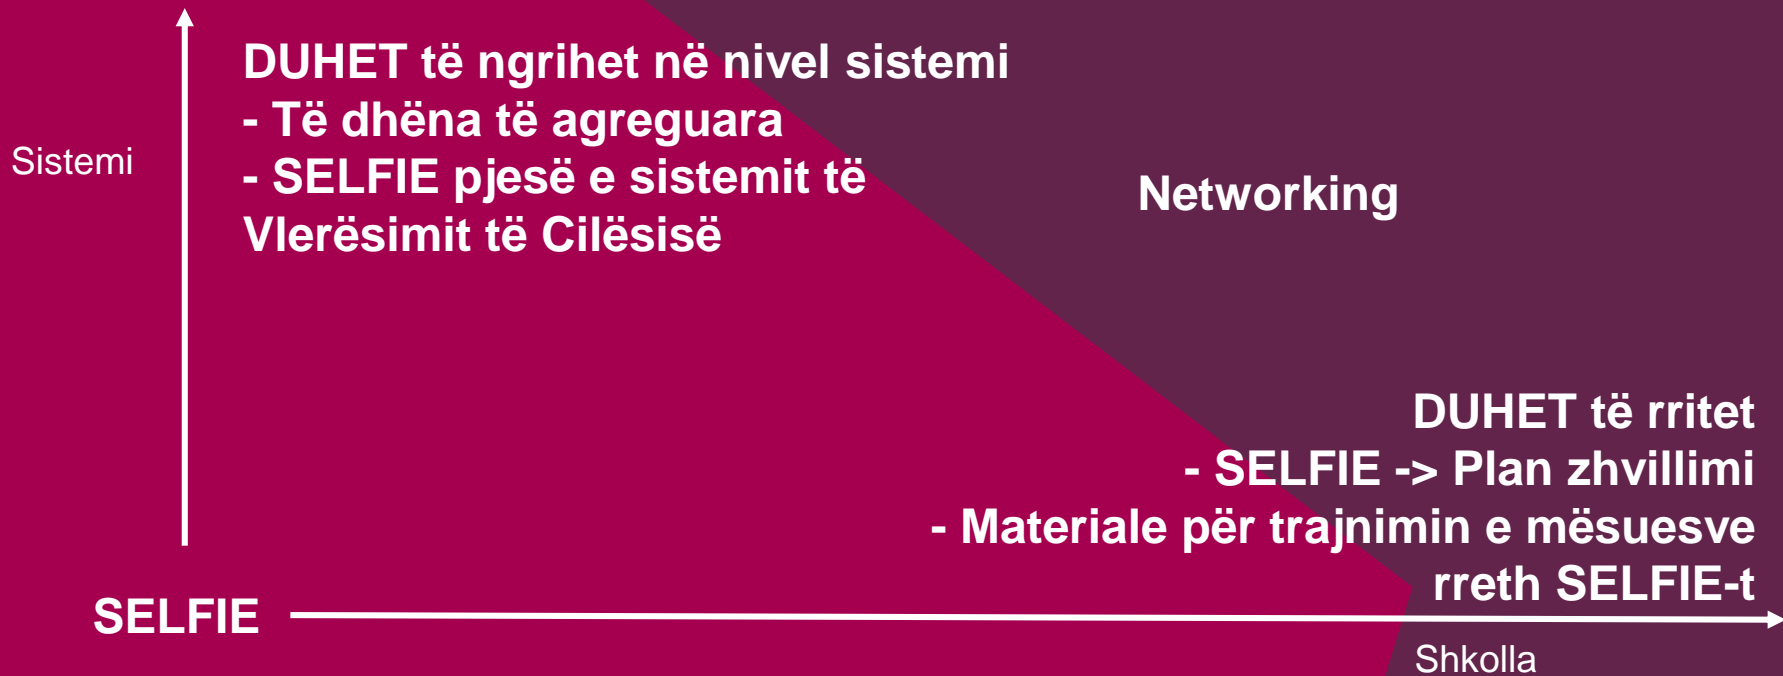 DUHET të ngrihet në nivel sistemi
- Të dhëna të agreguara
- SELFIE pjesë e sistemit të
Vlerësimit të Cilësisë
Sistemi
Networking
DUHET të rritet
- SELFIE -> Plan zhvillimi
- Materiale për trajnimin e mësuesve
rreth SELFIE-t
SELFIE
Shkolla